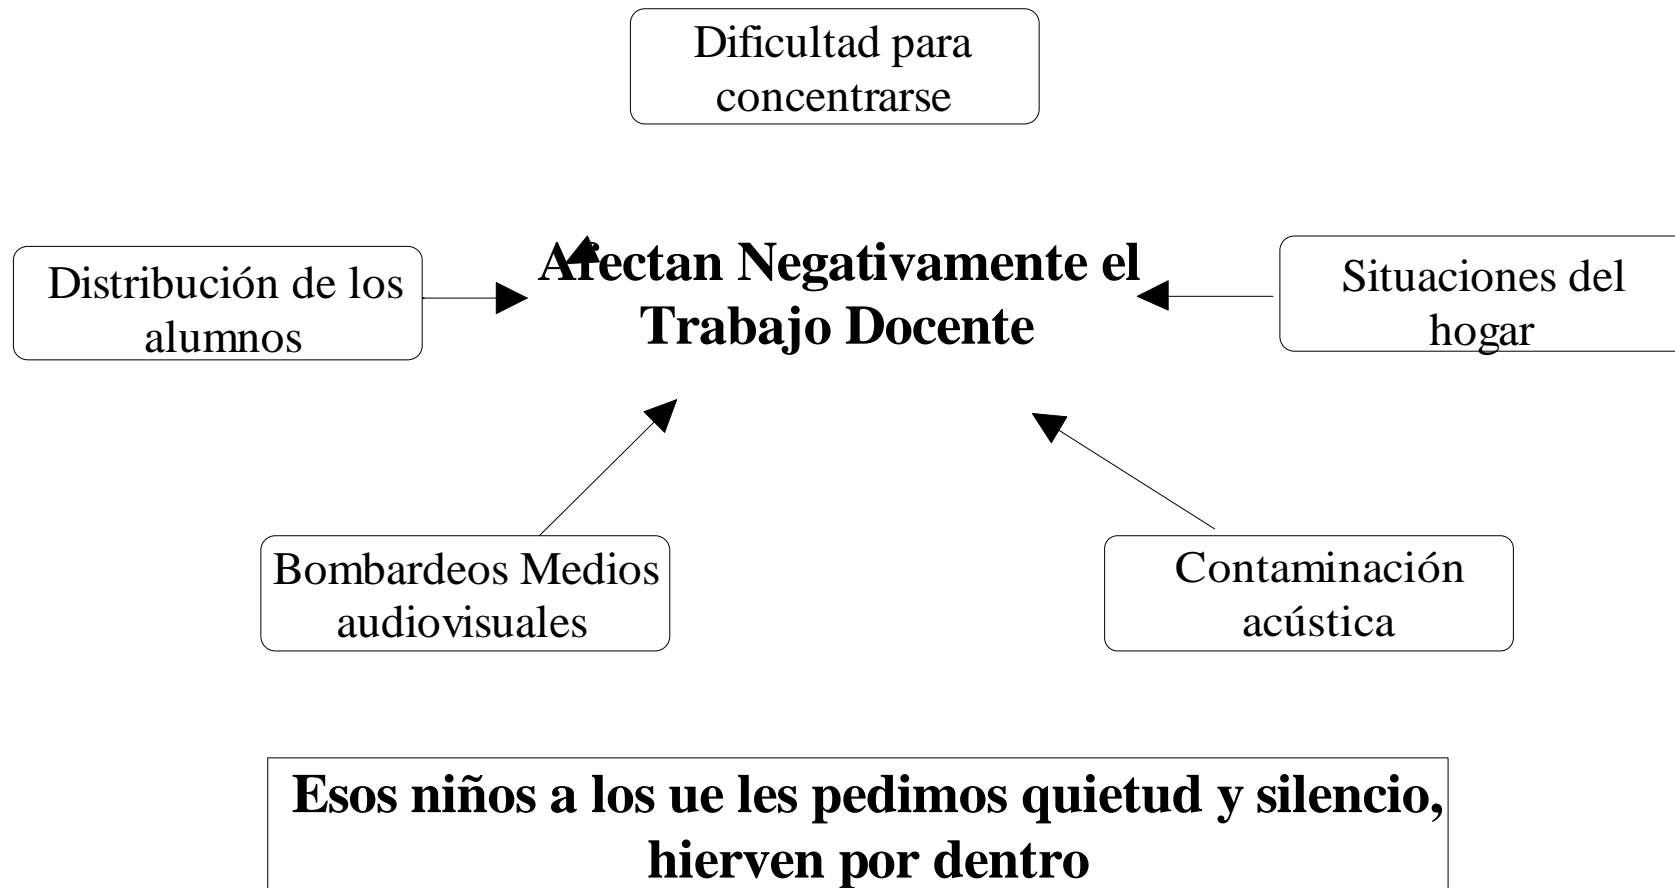 Dificultad para
concentrarse
Afectan Negativamente el
Trabajo Docente
Distribución de los
alumnos
Situaciones del
hogar
Bombardeos Medios
audiovisuales
Contaminación
acústica
Esos niños a los ue les pedimos quietud y silencio,
hierven por dentro